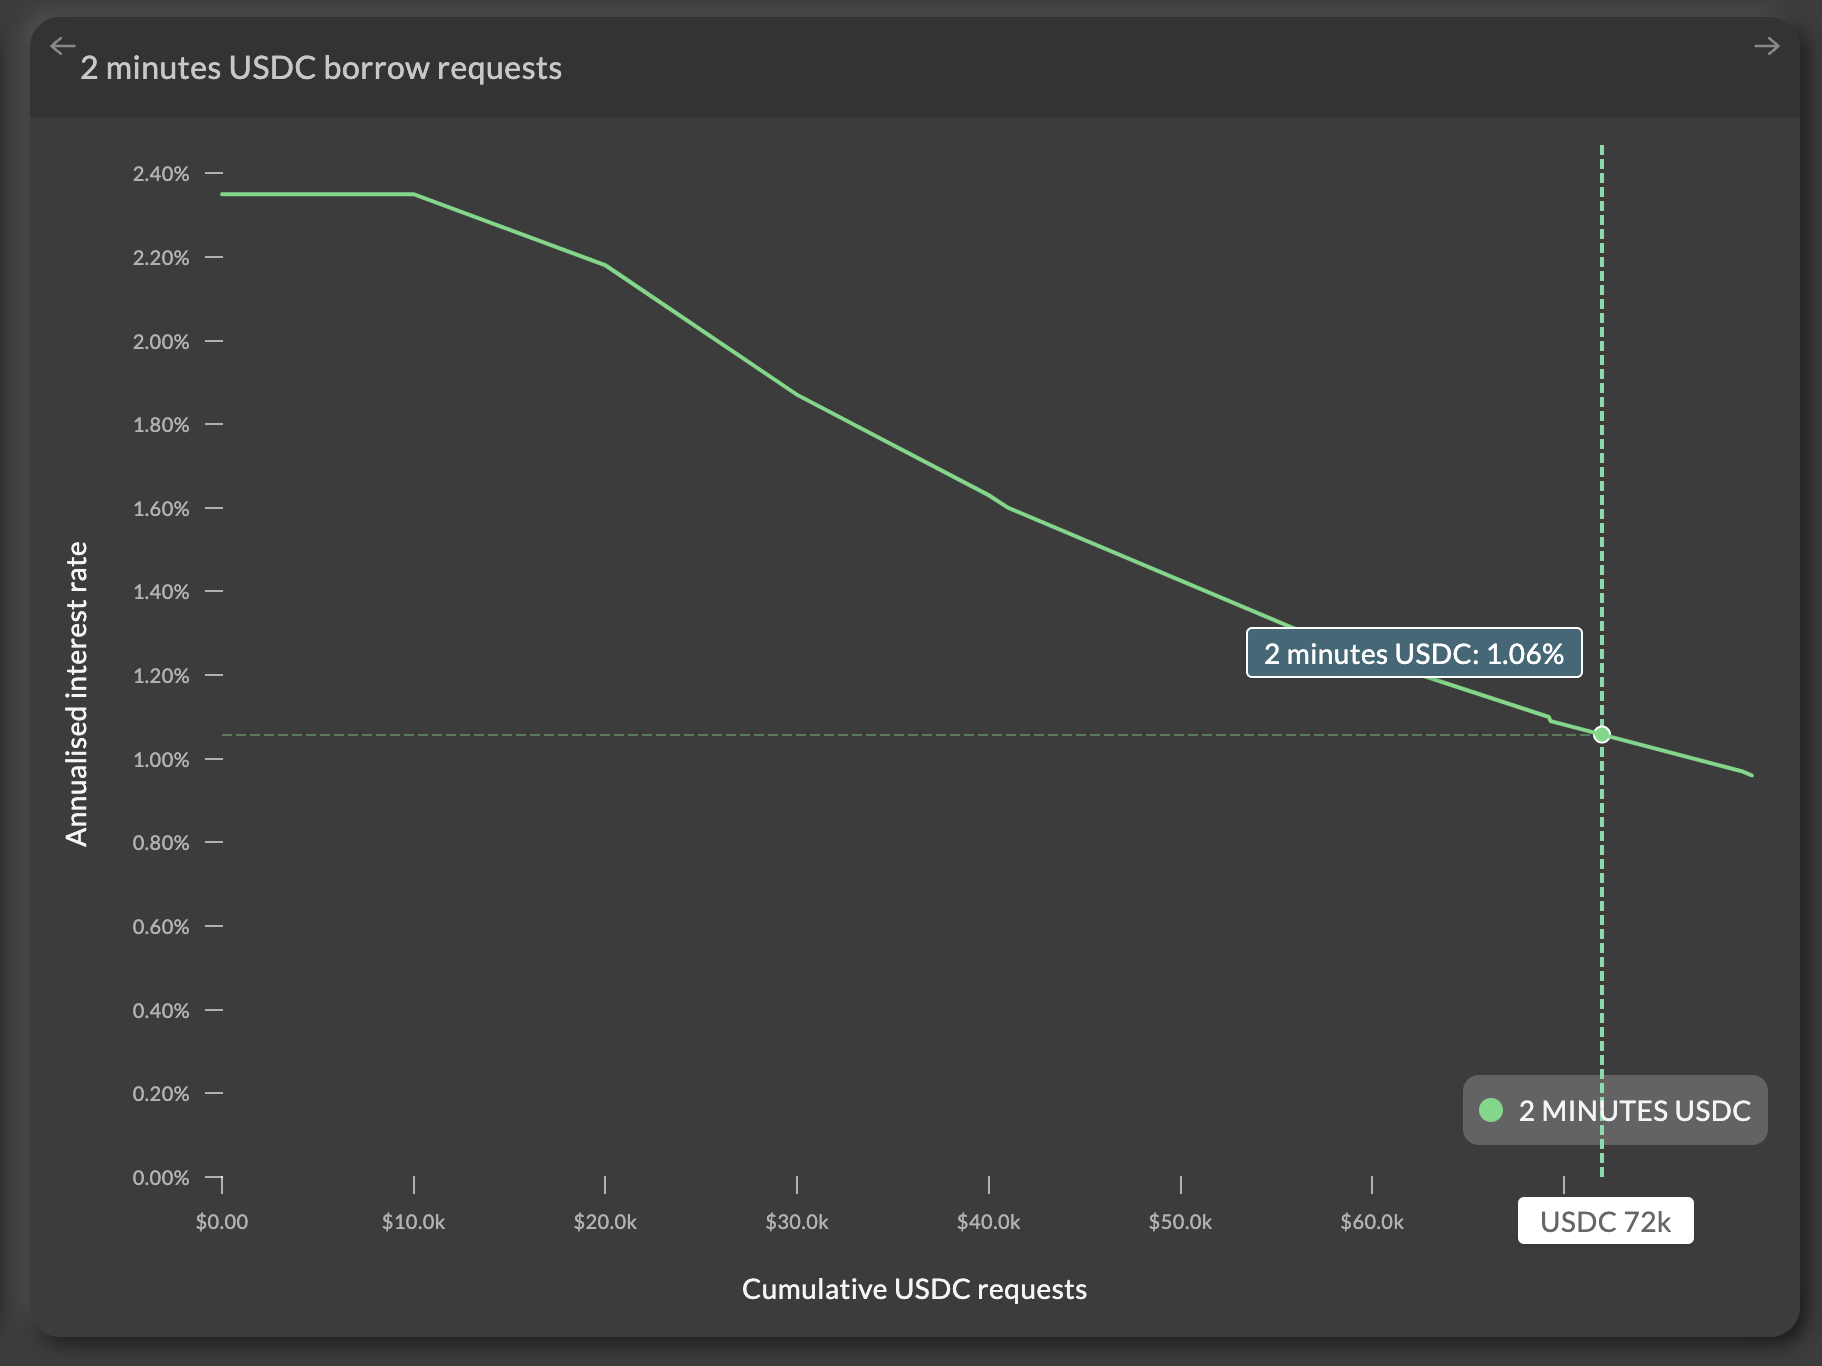 2 minutes USDC borrow requests
2.40%
2.20%
2.00%
1.80%
1.60%
1.40%
1.20%
1.00%
0.80%
0.60%
0.40%
0.20%
0.00%
Annualised interest rate
2 minutes USDC: 1.06%
2 MINUTES USDC
$0.00
$10.0k
$20.0k
$30.0k
$40.0k
$50.0k
$60.0k
USDC 72k
Cumulative USDC requests